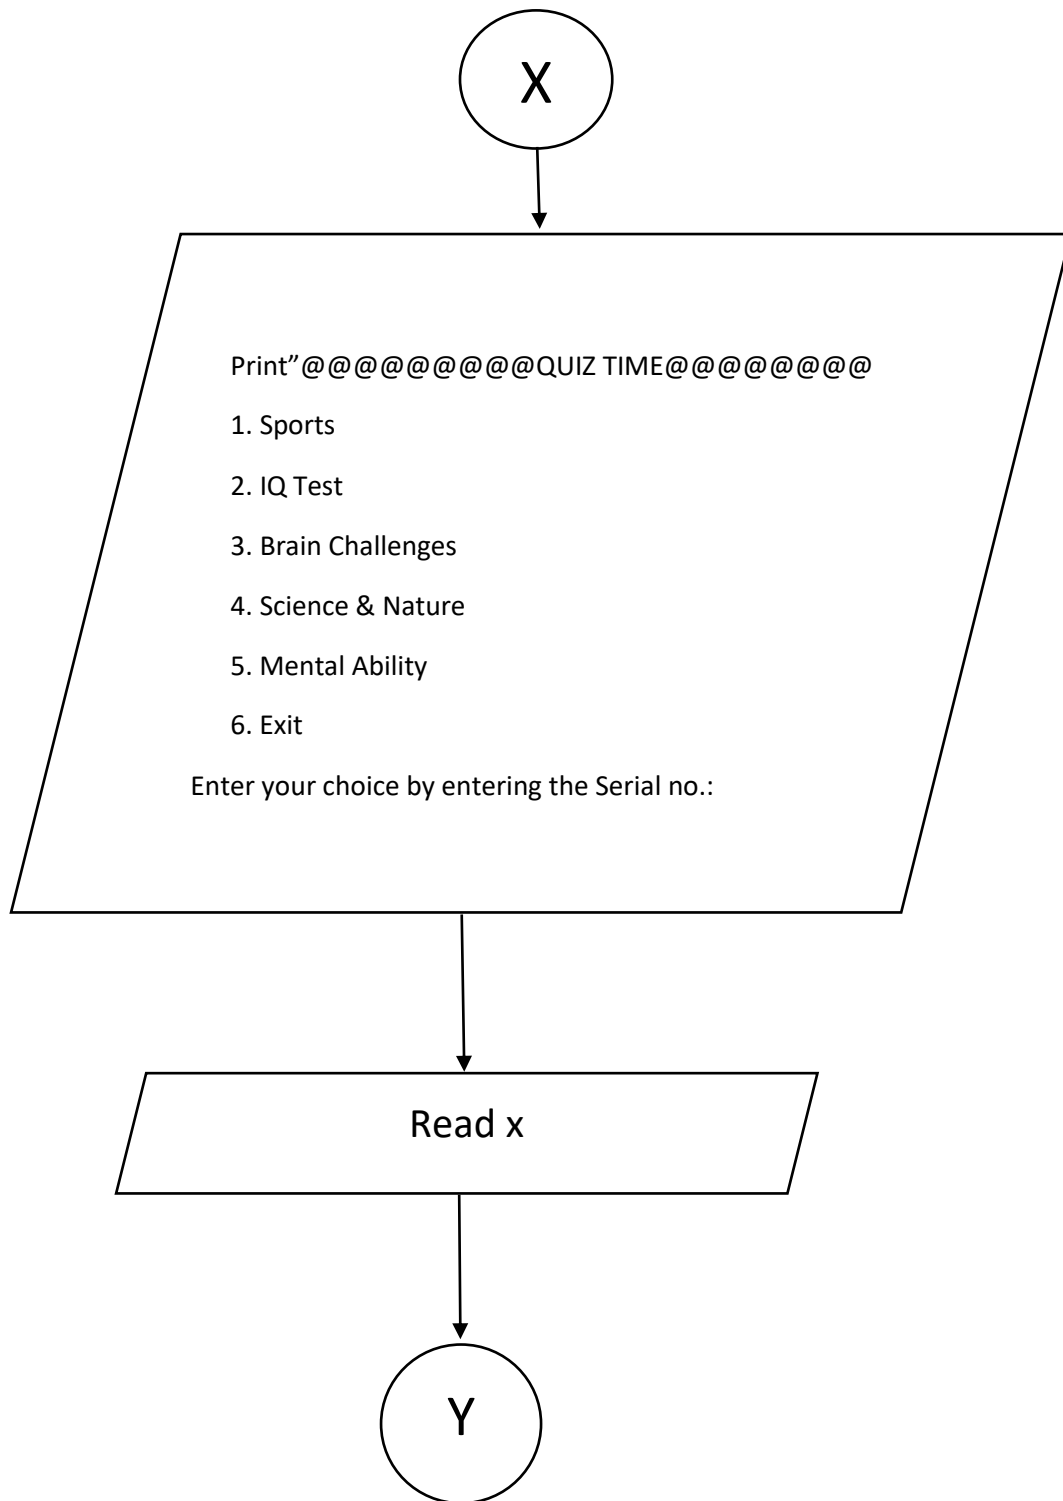 X
Print”@@@@@@@@@QUIZ TIME@@@@@@@@
1. Sports
2. IQ Test
3. Brain Challenges
4. Science & Nature
5. Mental Ability
6. Exit
Enter your choice by entering the Serial no.:
Read x
Y